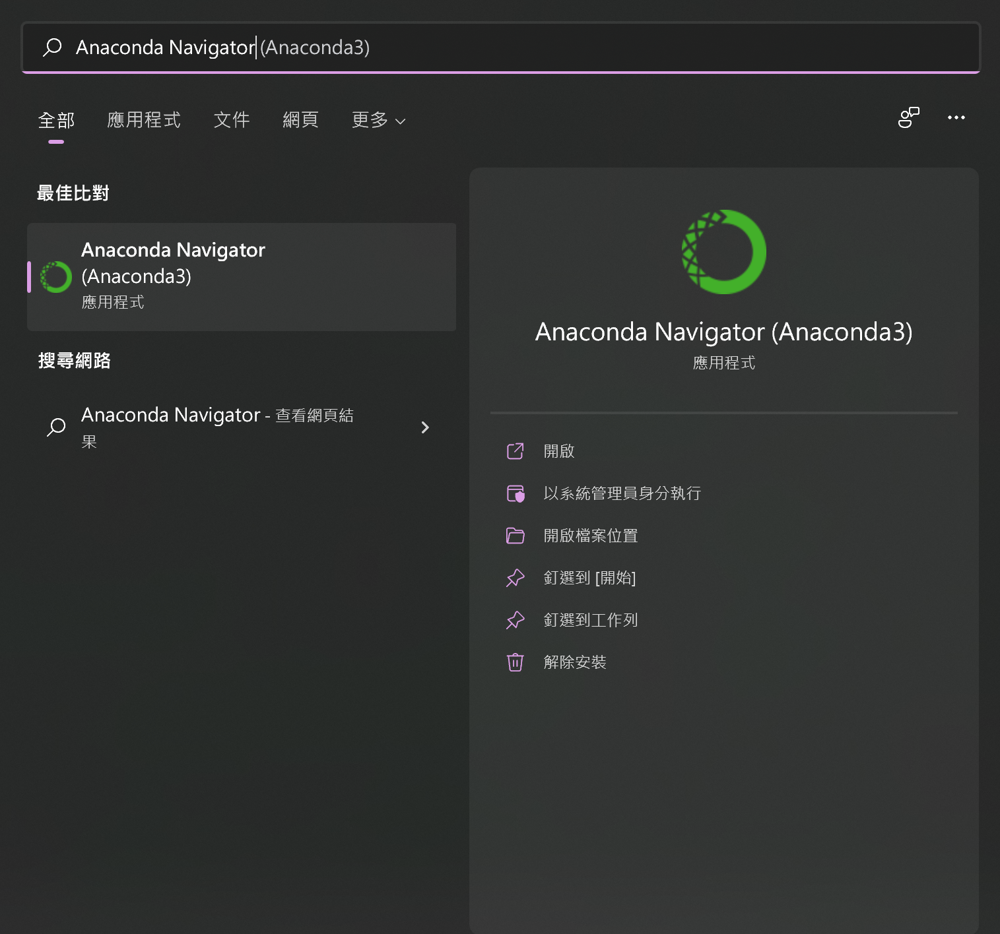 Anaconda Navigator (Anaconda3)
全部 應用程式 文件 網頁 更多
最佳比對
Anaconda Navigator
(Anaconda3)
應用程式
搜尋網路
Anaconda Navigator - 查看網頁結
果
Anaconda Navigator (Anaconda3)
應用程式
開啟
以系統管理員身分執行
開啟檔案位置
釘選到 [開始]
釘選到工作列
解除安裝